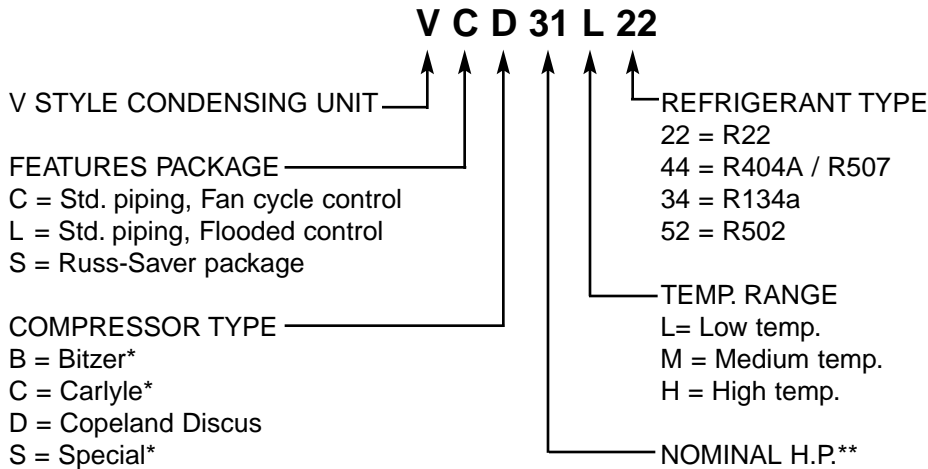 V C D 31 L 22
V STYLE CONDENSING UNIT
FEATURES PACKAGE
C = Std. piping, Fan cycle control
L = Std. piping, Flooded control
S = Russ-Saver package
COMPRESSOR TYPE
B = Bitzer*
C = Carlyle*
D = Copeland Discus
S = Special*
REFRIGERANT TYPE
22 = R22
44 = R404A / R507
34 = R134a
52 = R502
TEMP. RANGE
L= Low temp.
M = Medium temp.
H = High temp.
NOMINAL H.P.**